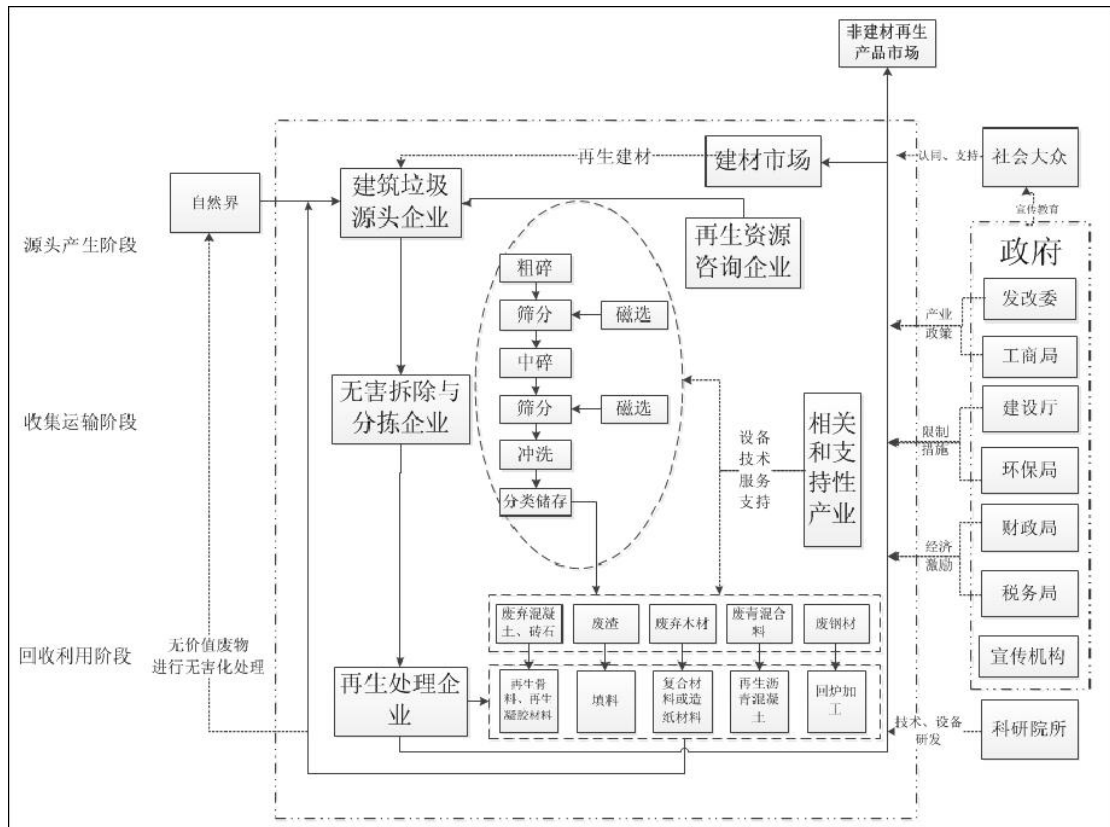 非建材再生
产品市场
再生建材
建材市场
认同、支持
社会大众
自然界
建筑垃圾
源头企业
宣传教育
源头产生阶段
再生资源
咨询企业
政府
粗碎
发改委
筛分
磁选
产业
政策
工商局
中碎
无害拆除与
分拣企业
建设厅
收集运输阶段
筛分
磁选
相关
和支
持性
产业
限制
措施
设备
技术
服务
支持
冲洗
环保局
分类储存
财政局
经济
激励
税务局
废弃混凝
土、砖石
废渣
废弃木材
废青混合
料
废钢材
无价值废物
进行无害化处理
回收利用阶段
宣传机构
再生处理企
业
再生骨
料、再生
凝胶材料
填料
复合材
料或造
纸材料
再生沥
青混凝
土
回炉加
工
技术、设备
研发
科研院所